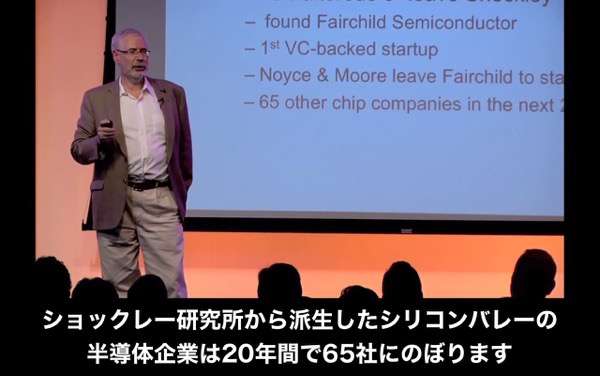 leave
– found Fairchild Semiconductor
– 1st VC-backed startup
– Noyce & Moore leave Fairchild to sta
– 65 other chip companies in the next 2
ショックレー研究所から派生したシリコンバレーの
半導体企業は20年間で65社にのぼります